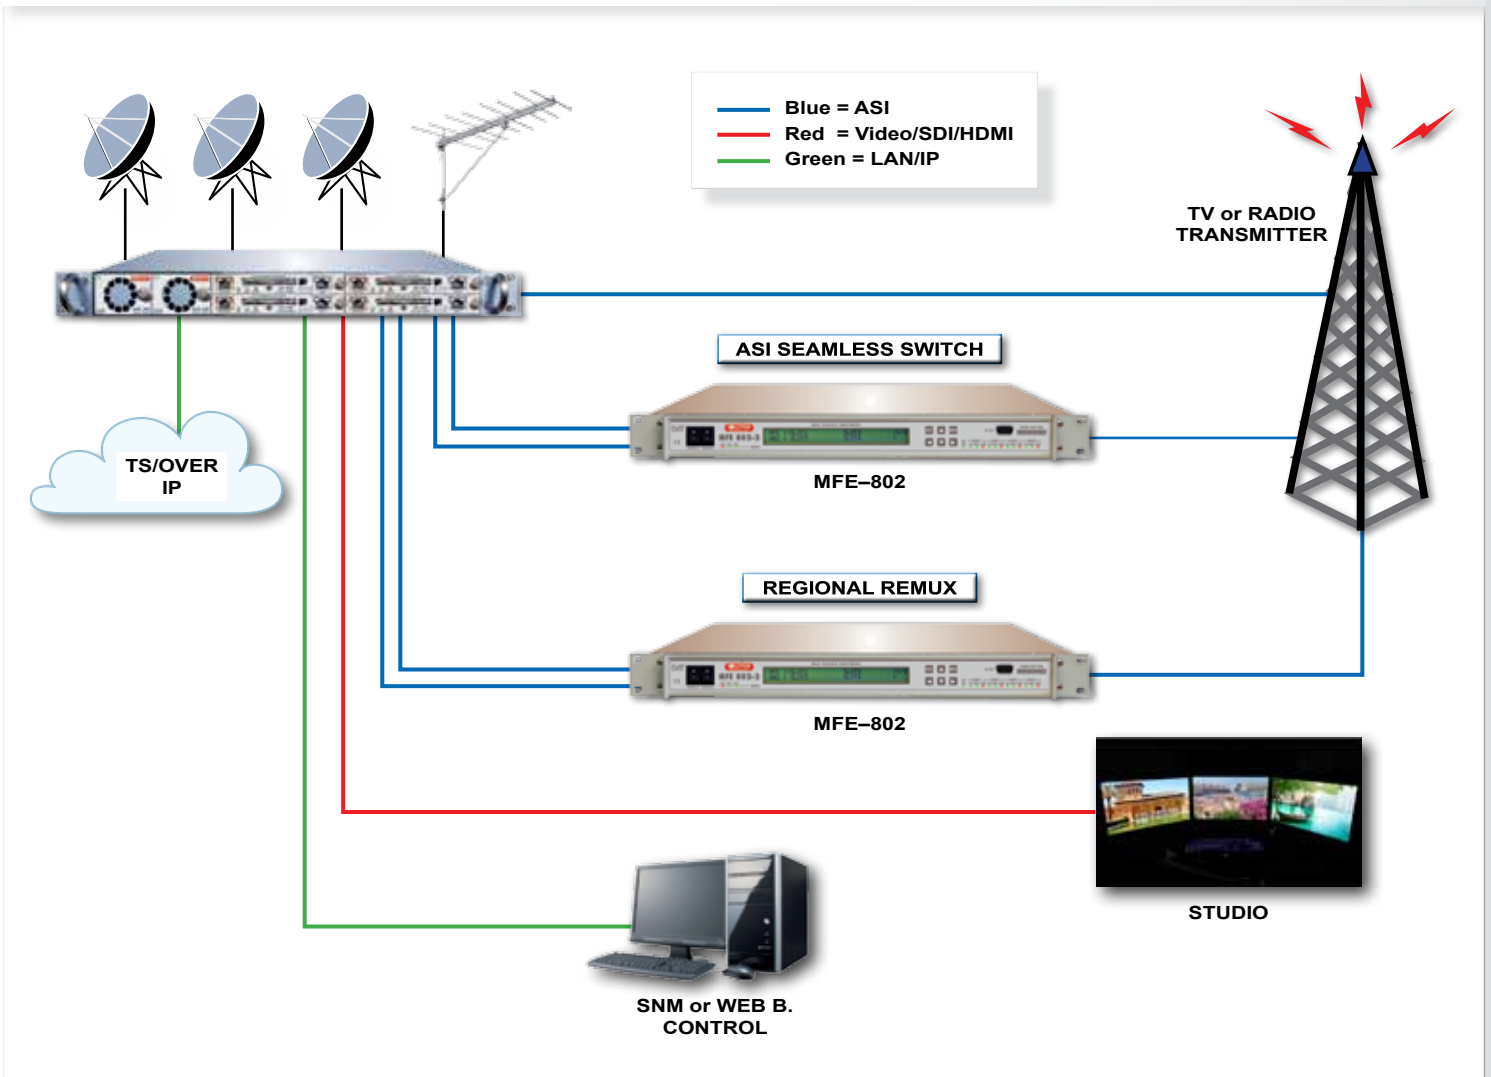 Blue = ASI
Red = Video/SDI/HDMI
Green = LAN/IP
TV or RADIO
TRANSMITTER
ASI SEAMLESS SWITCH
MFE–802
TS/OVER
IP
REGIONAL REMUX
MFE–802
STUDIO
SNM or WEB B.
CONTROL